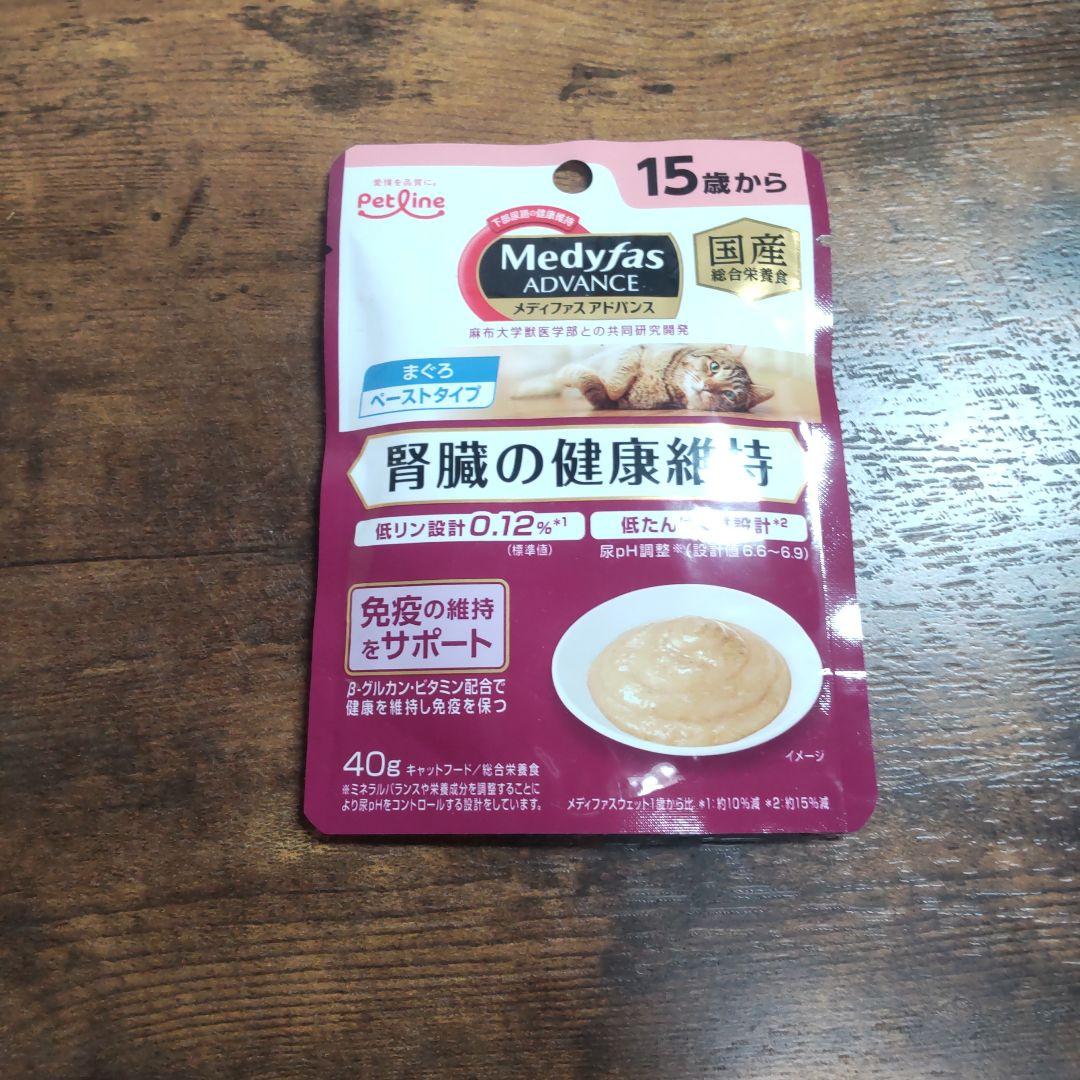 15歳から
愛情を品質に。
Petline
下部尿路の健康維持
Medyfas
ADVANCE
メディファス アドバンス
国産
総合栄養食
麻布大学獣医学部との共同研究開発
まぐろ
ペーストタイプ
腎臓の健康維持
低リン設計0.12%*1
(標準値)
低たん 設計*2
尿pH調整※(設計値6.6～6.9)
免疫の維持
をサポート
β-グルカン・ビタミン配合で
健康を維持し免疫を保つ
イメージ
40g キャットフード／総合栄養食
※ミネラルバランスや栄養成分を調整することに
より尿pHをコントロールする設計をしています。
メディファスウェット1歳から比 *1:約10%減 *2:約15%減